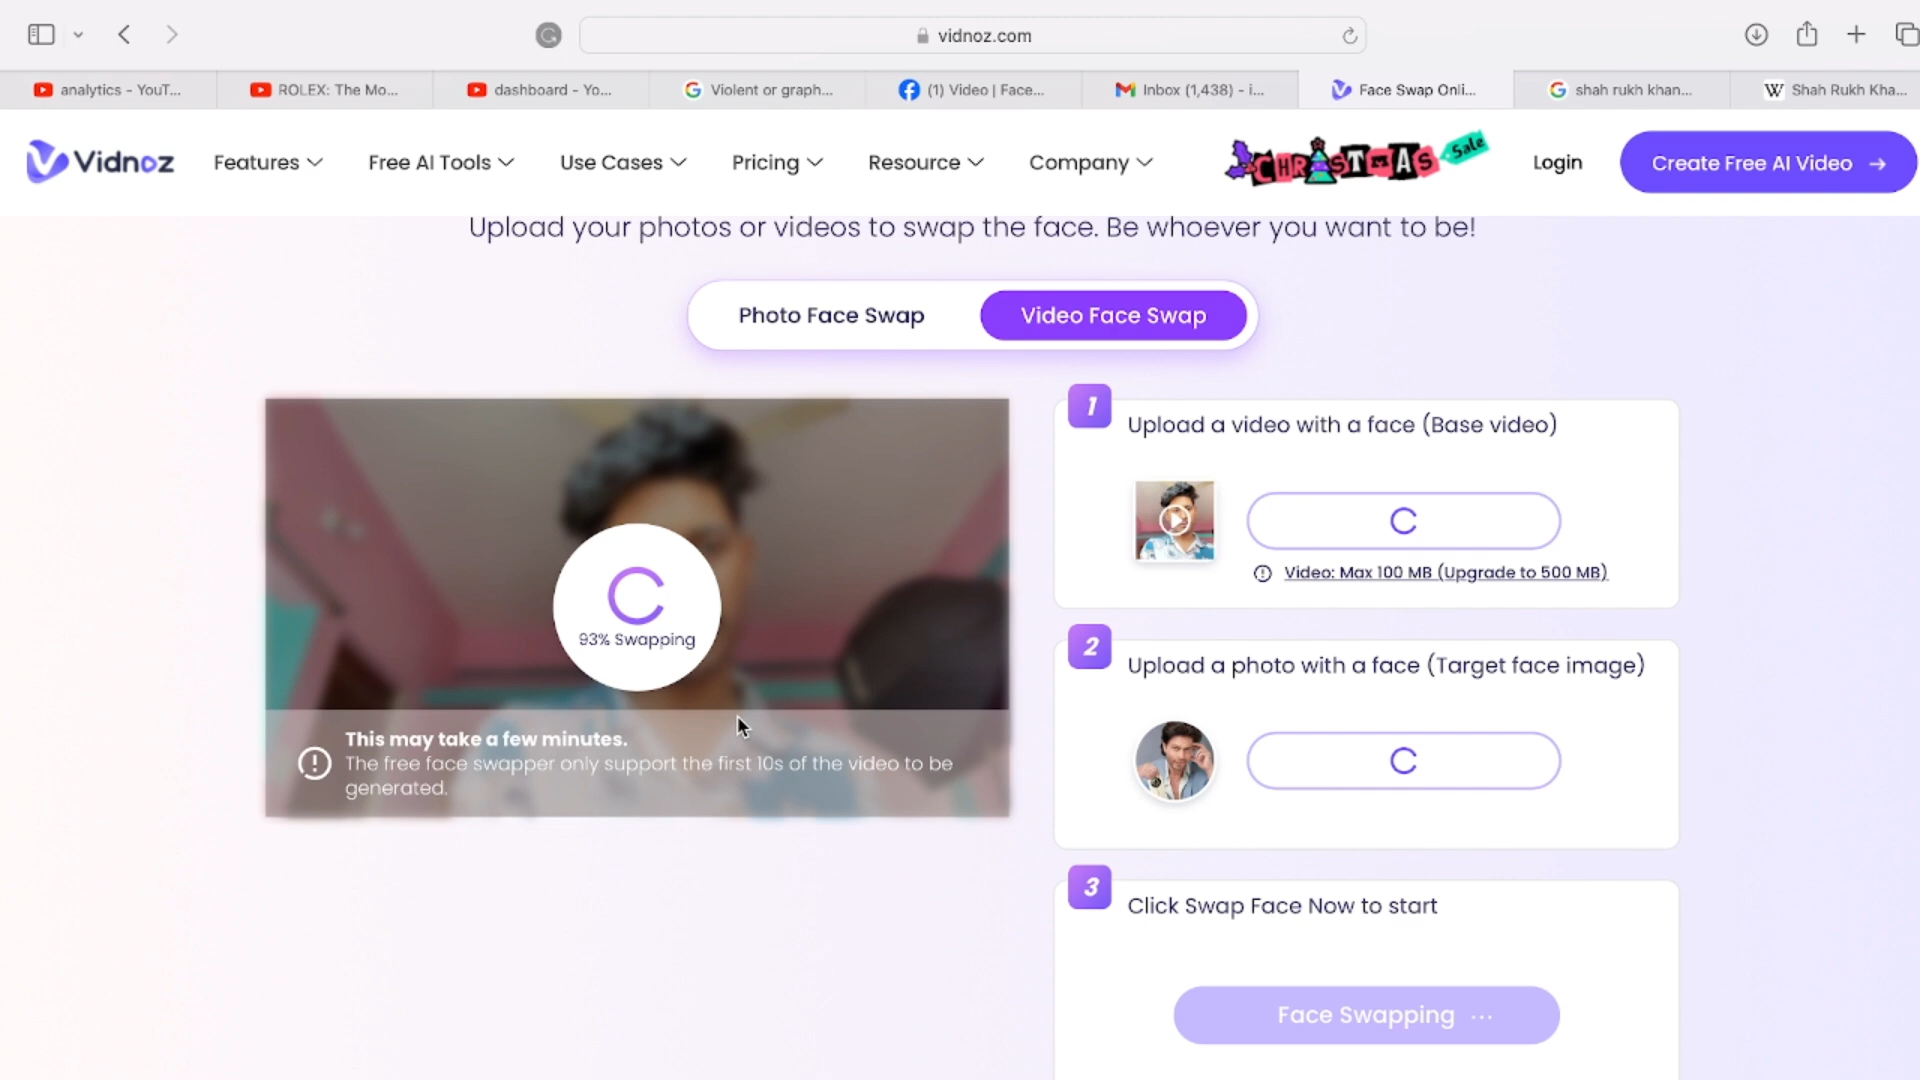 vidnoz.com
analytics - YouT...
ROLEX: The Mo...
dashboard - Yo...
Violent or graph...
(1) Video | Face...
Inbox (1,438) - i...
Face Swap Onli...
shah rukh khan...
Shah Rukh Kha...
Vidnoz
Features
Free AI Tools
Use Cases
Pricing
Resource
Company
CHRISTMAS Sale
Login
Create Free AI Video →
Upload your photos or videos to swap the face. Be whoever you want to be!
Photo Face Swap
Video Face Swap
93% Swapping
This may take a few minutes.
The free face swapper only support the first 10s of the video to be
generated.
1
Upload a video with a face (Base video)
Video: Max 100 MB (Upgrade to 500 MB)
2
Upload a photo with a face (Target face image)
3
Click Swap Face Now to start
Face Swapping ...